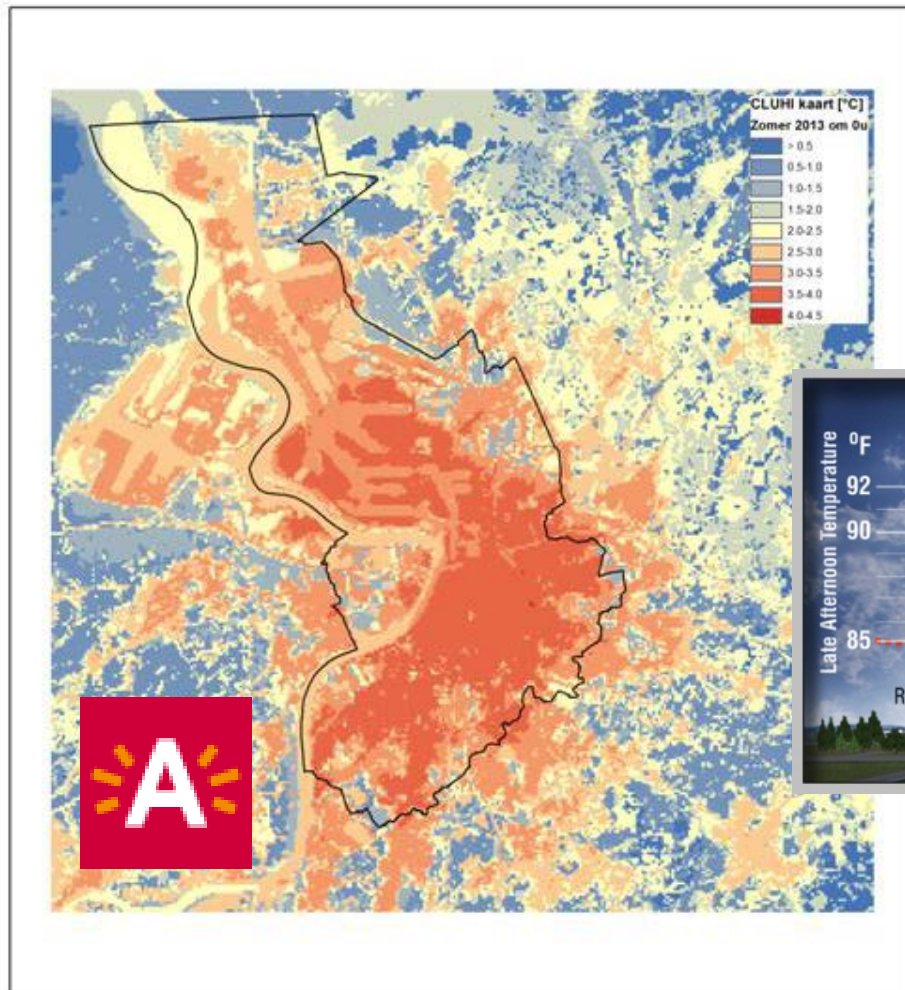 CLUHI kaart [°C]
Zomer 2013 om 0u
> 0.5
0.5-1.0
1.0-1.5
1.5-2.0
2.0-2.5
2.5-3.0
3.0-3.5
3.5-4.0
4.0-4.5
Late Afternoon Temperature
°F
92
90
85
R
A